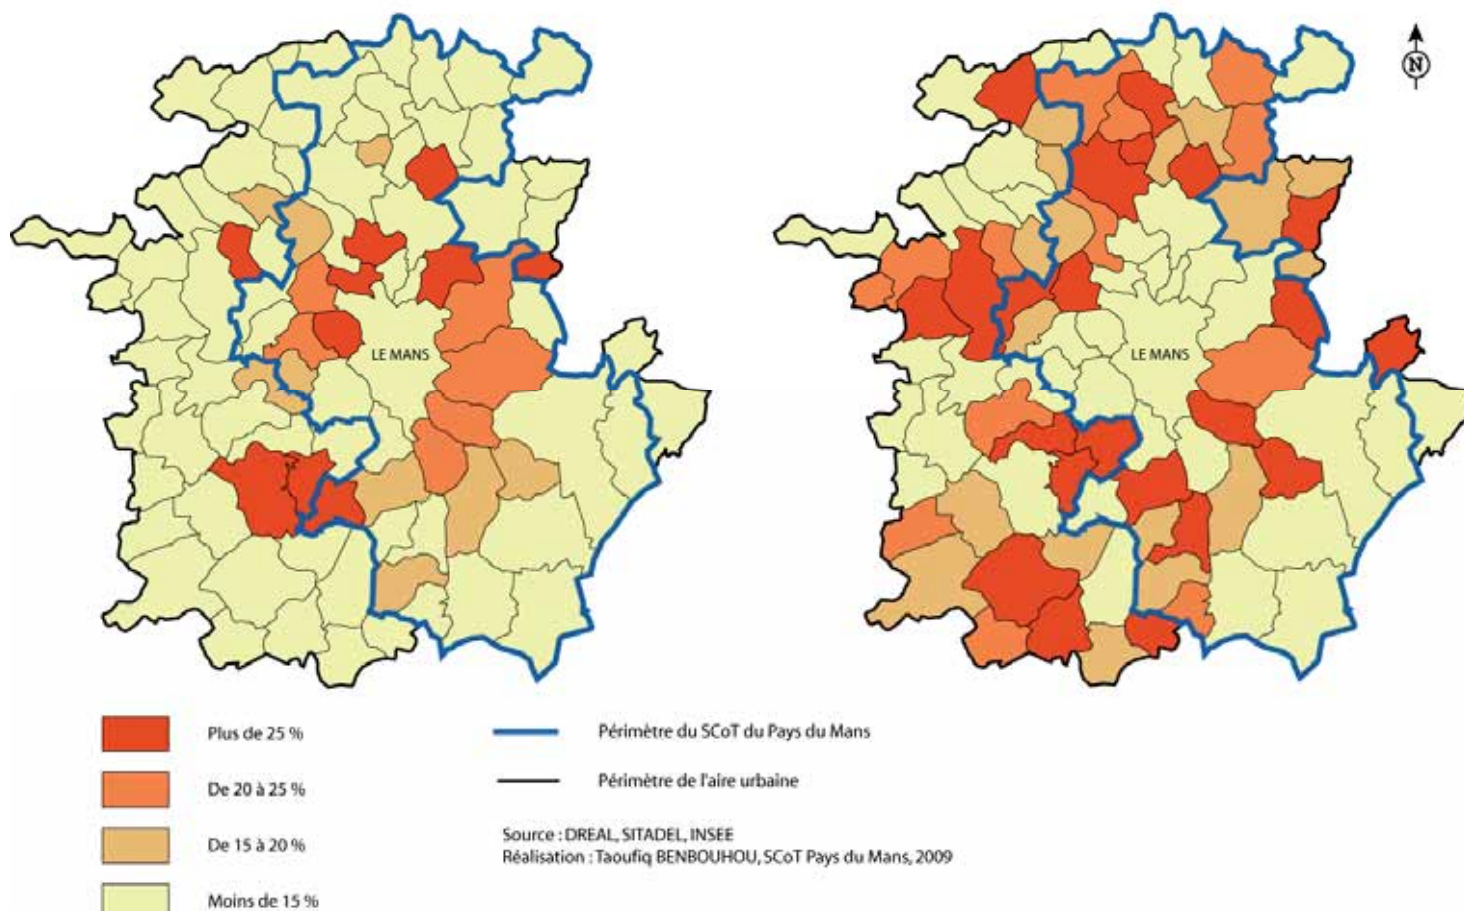 N
LE MANS
LE MANS
Plus de 25 %
De 20 à 25 %
De 15 à 20 %
Moins de 15 %
Périmètre du SCoT du Pays du Mans
Périmètre de l'aire urbaine
Source : DREAL, SITADEL, INSEE
Réalisation : Taoufiq BENBOUHOU, SCoT Pays du Mans, 2009